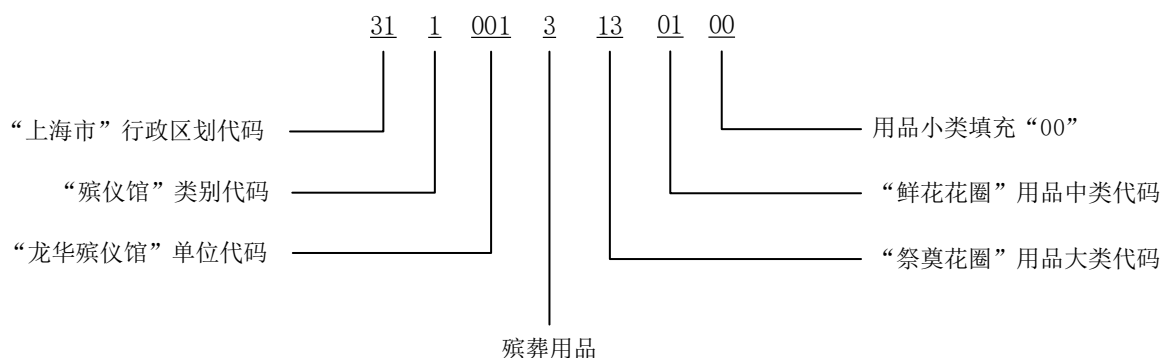 31 1 001 3 13 01 00
“上海市”行政区划代码
用品小类填充“00”
“殡仪馆”类别代码
“鲜花花圈”用品中类代码
“龙华殡仪馆”单位代码
“祭奠花圈”用品大类代码
殡葬用品